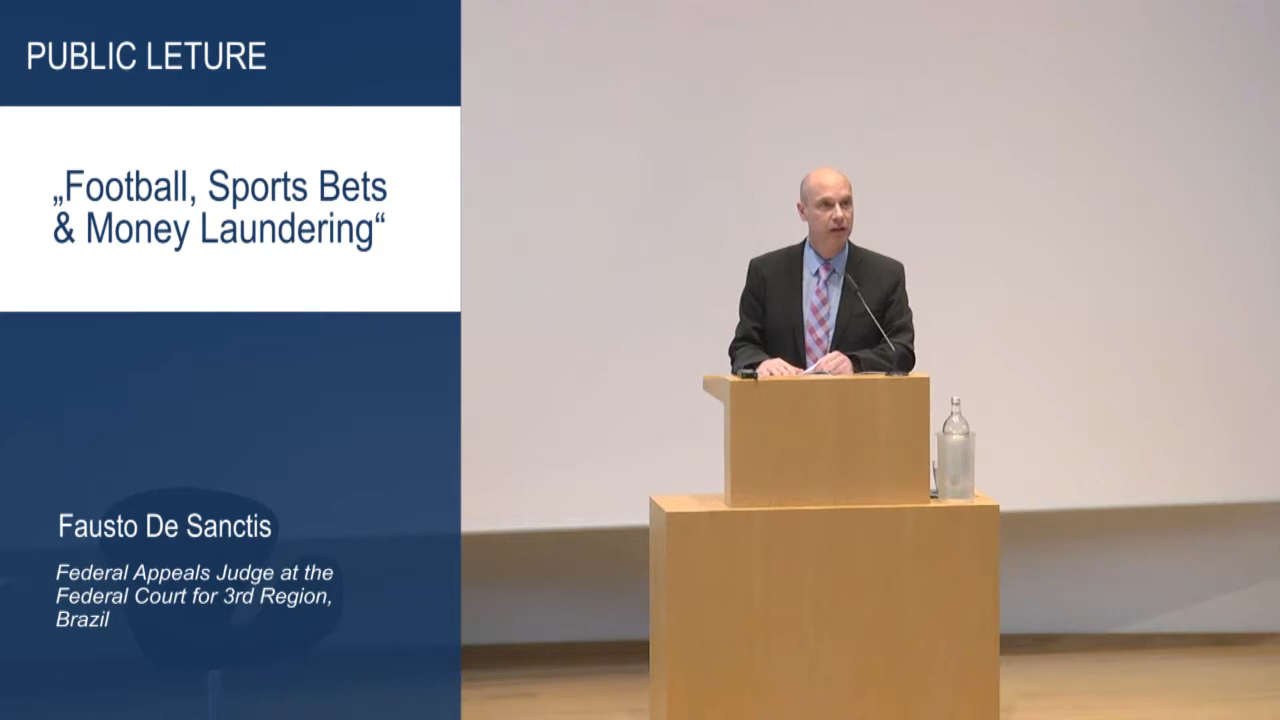 PUBLIC LETURE
„Football, Sports Bets
& Money Laundering“
Fausto De Sanctis
Federal Appeals Judge at the
Federal Court for 3rd Region,
Brazil